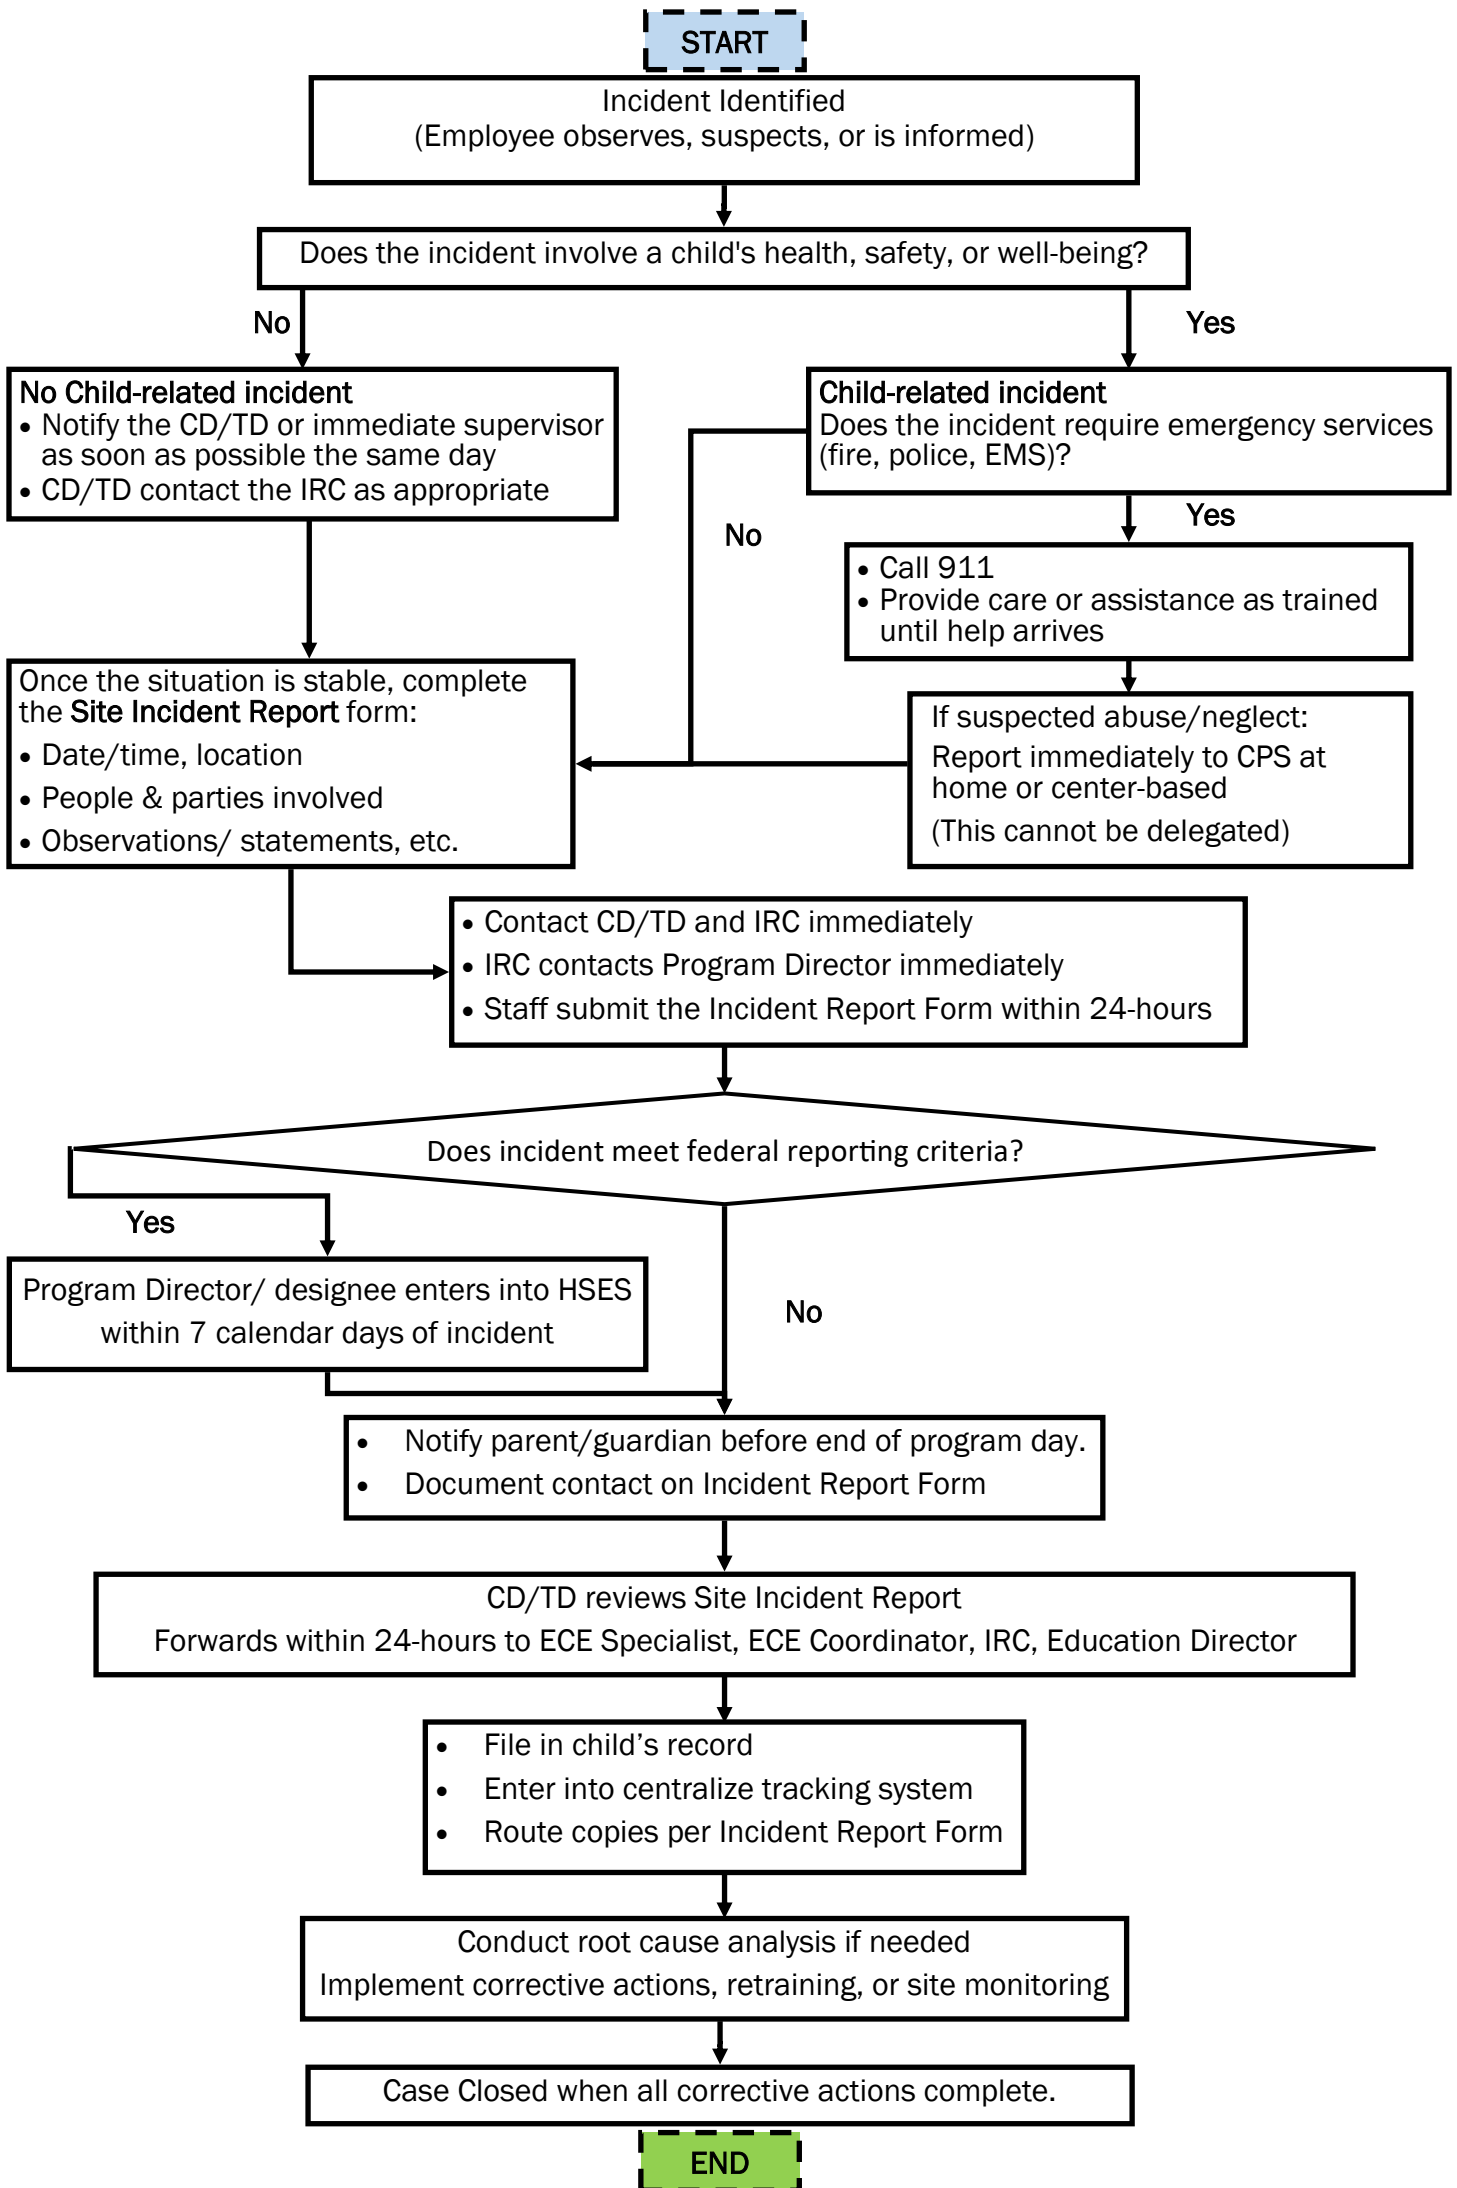 START
Incident Identified
(Employee observes, suspects, or is informed)
Does the incident involve a child's health, safety, or well-being?
No
Yes
No Child-related incident
• Notify the CD/TD or immediate supervisor
as soon as possible the same day
• CD/TD contact the IRC as appropriate
Child-related incident
Does the incident require emergency services
(fire, police, EMS)?
No
Yes
• Call 911
• Provide care or assistance as trained
until help arrives
Once the situation is stable, complete
the Site Incident Report form:
• Date/time, location
• People & parties involved
• Observations/ statements, etc.
If suspected abuse/neglect:
Report immediately to CPS at
home or center-based
(This cannot be delegated)
• Contact CD/TD and IRC immediately
• IRC contacts Program Director immediately
• Staff submit the Incident Report Form within 24-hours
Does incident meet federal reporting criteria?
Yes
Program Director/ designee enters into HSES
within 7 calendar days of incident
No
• Notify parent/guardian before end of program day.
• Document contact on Incident Report Form
CD/TD reviews Site Incident Report
Forwards within 24-hours to ECE Specialist, ECE Coordinator, IRC, Education Director
• File in child’s record
• Enter into centralize tracking system
• Route copies per Incident Report Form
Conduct root cause analysis if needed
Implement corrective actions, retraining, or site monitoring
Case Closed when all corrective actions complete.
END